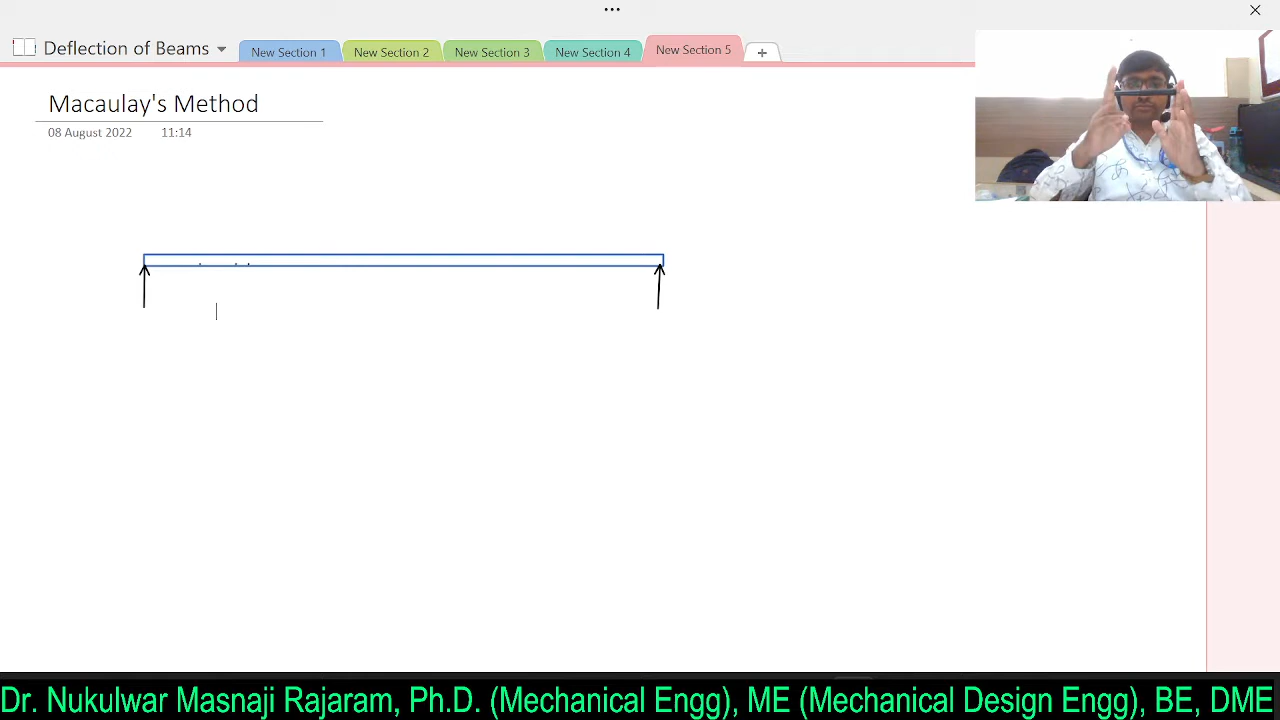 Deflection of Beams
New Section 1
New Section 2
New Section 3
New Section 4
New Section 5
Macaulay's Method
08 August 2022 11:14
Dr. Nukulwar Masnaji Rajaram, Ph.D. (Mechanical Engg), ME (Mechanical Design Engg), BE, DME